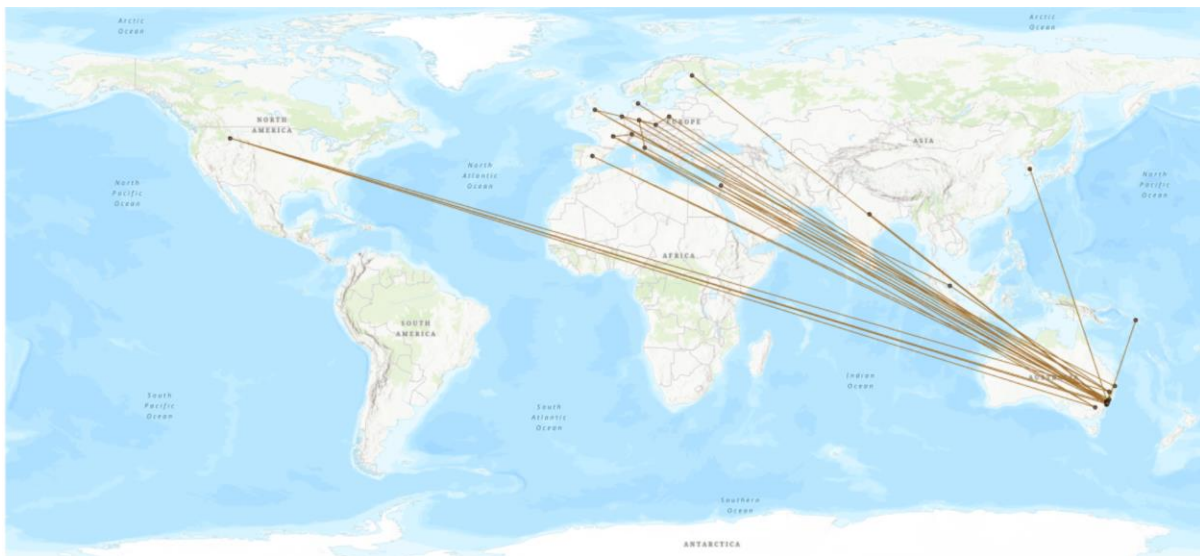 Arctic
Ocean
Arctic
Ocean
NORTH
AMERICA
EUROPE
ASIA
North
Pacific
Ocean
North
Atlantic
Ocean
North
Pacific
Ocean
AFRICA
SOUTH
AMERICA
Indian
Ocean
South
Pacific
Ocean
South
Atlantic
Ocean
Southern
Ocean
ANTARCTICA